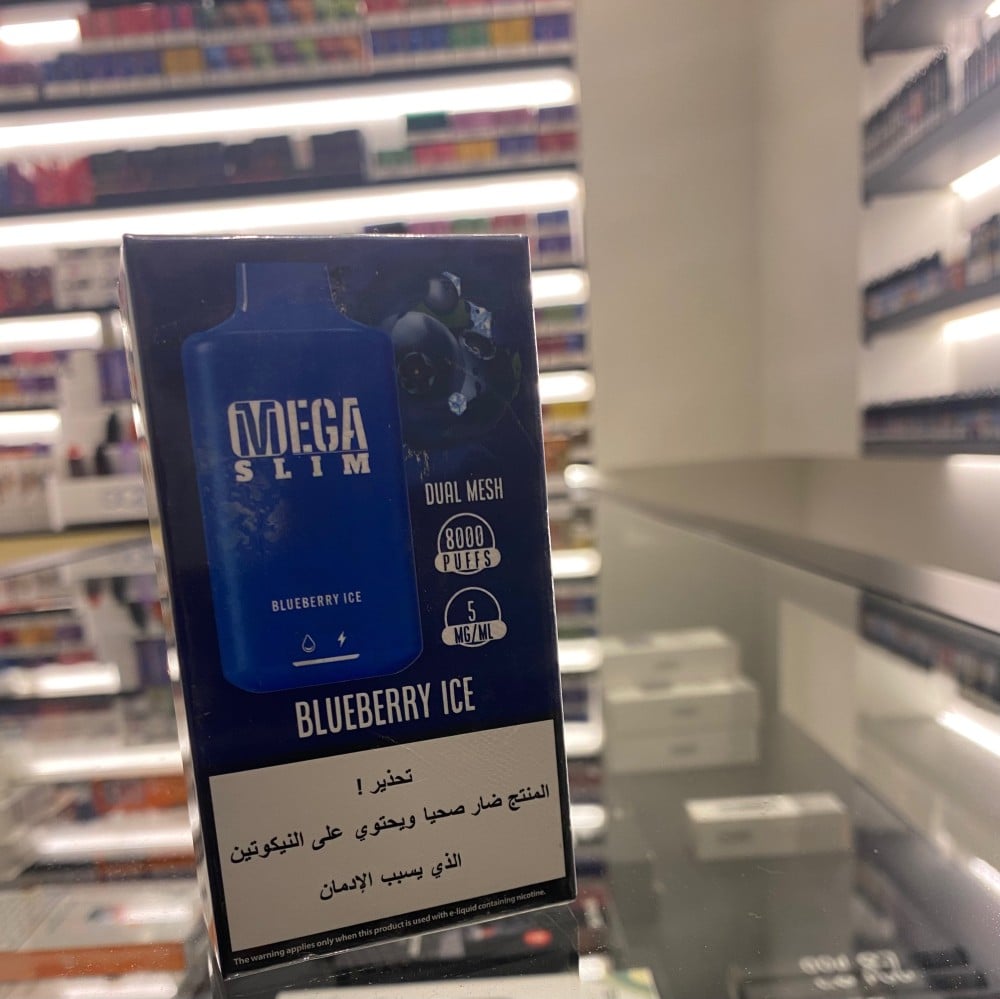 MEGA
SLIM
DUAL MESH
8000
PUFFS
5
MG/ML
BLUEBERRY ICE
BLUEBERRY ICE
تحذير !
المنتج ضار صحيا ويحتوي على النيكوتين
الذي يسبب الإدمان
The warning applies only when this product is used with e-liquid containing nicotine.